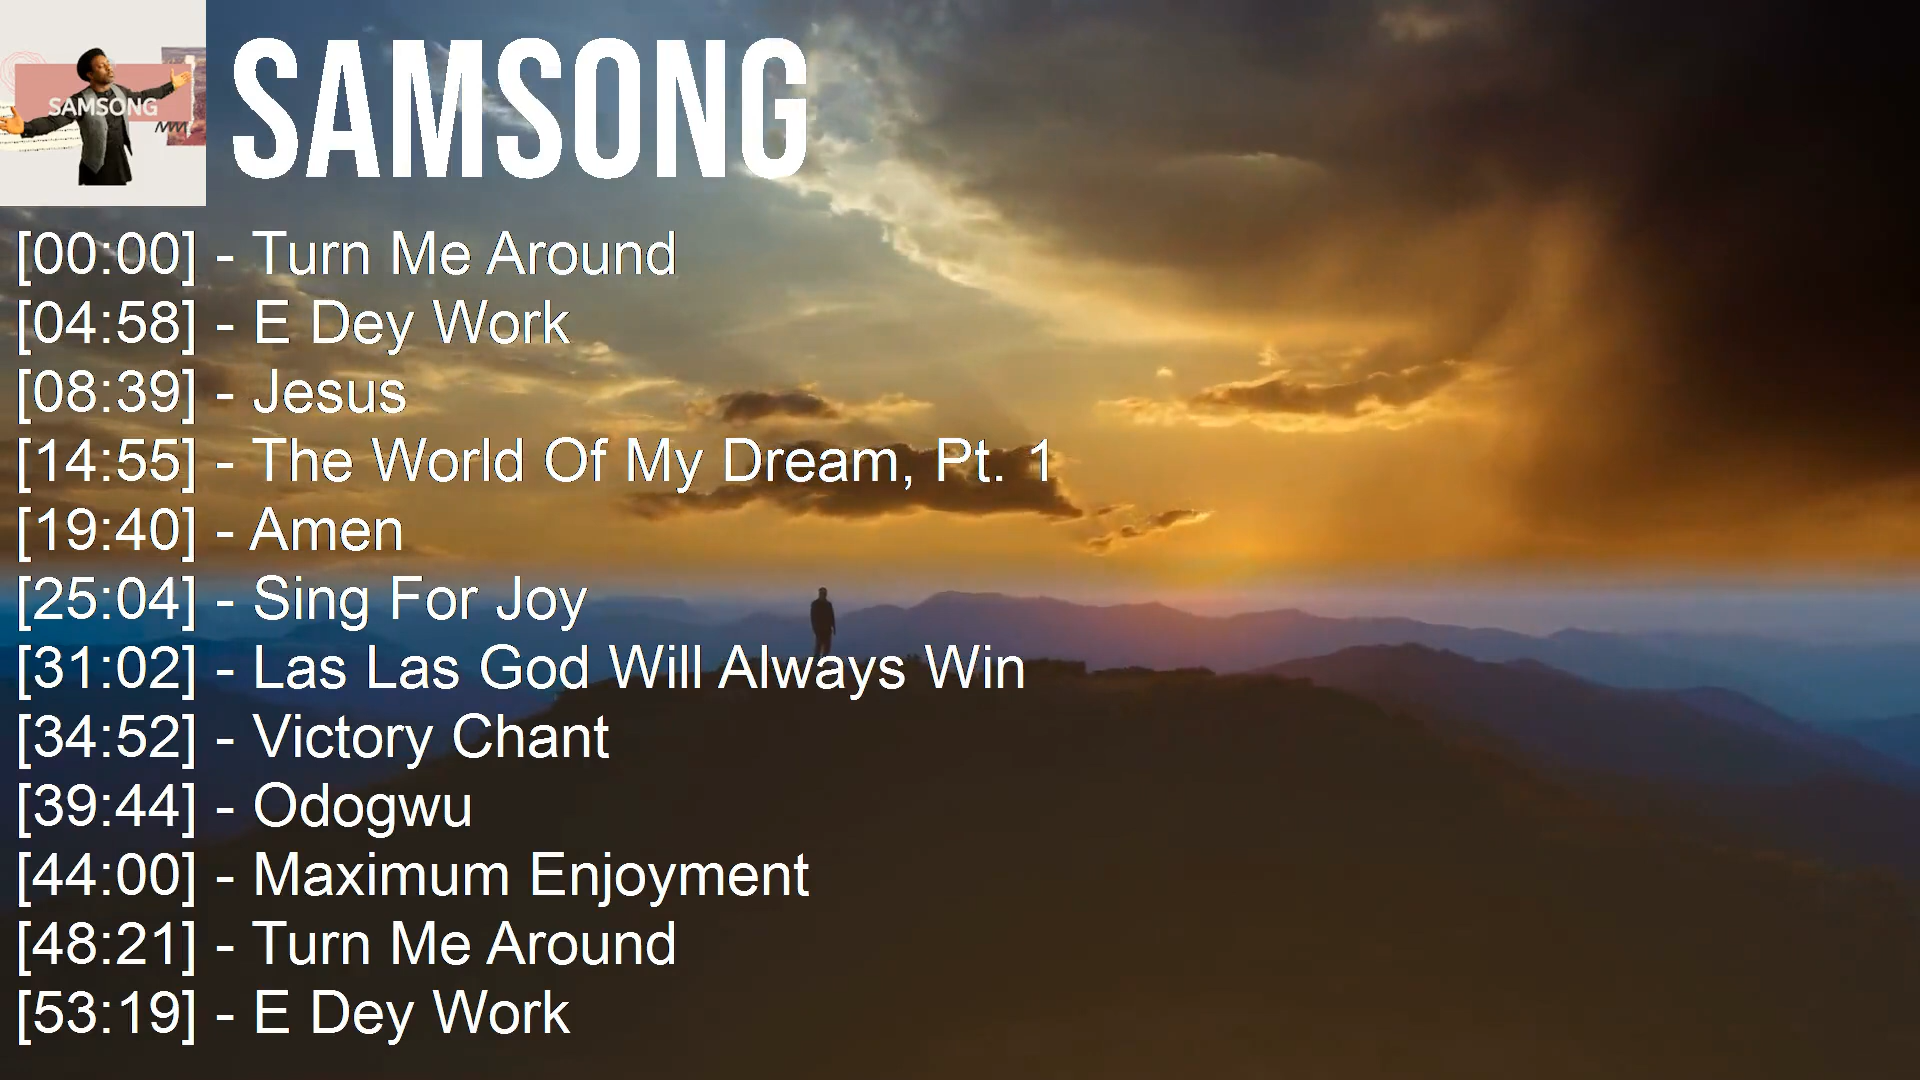 SAMSONG
SAMSONG
[00:00] - Turn Me Around
[04:58] - E Dey Work
[08:39] - Jesus
[14:55] - The World Of My Dream, Pt. 1
[19:40] - Amen
[25:04] - Sing For Joy
[31:02] - Las Las God Will Always Win
[34:52] - Victory Chant
[39:44] - Odogwu
[44:00] - Maximum Enjoyment
[48:21] - Turn Me Around
[53:19] - E Dey Work